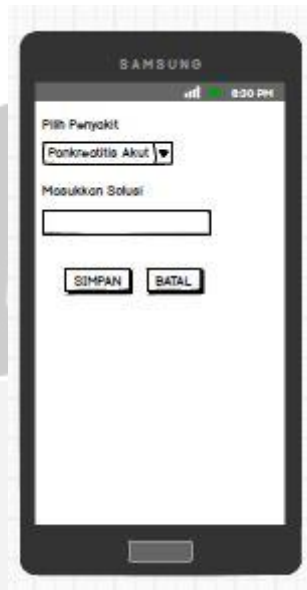 SAMSUNG
8:30 PM
Pilih Penyakit
Pankreatitis Akut
Masukkan Solusi
SIMPAN BATAL